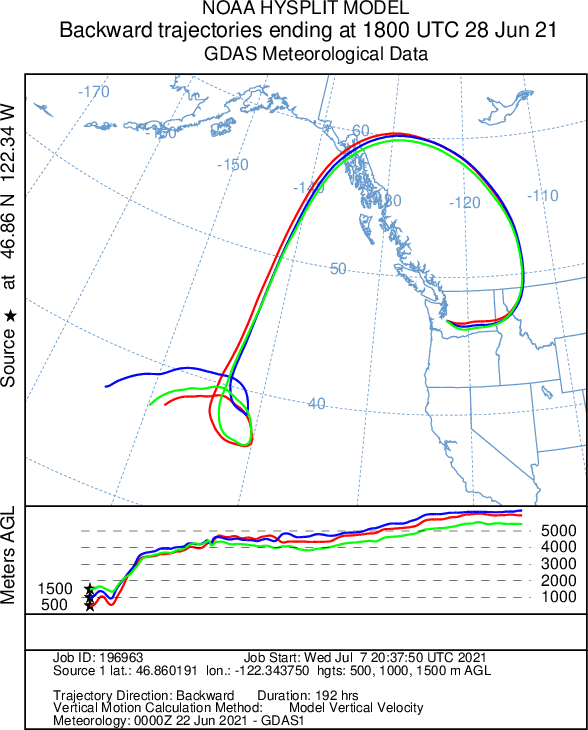 NOAA HYSPLIT MODEL
Backward trajectories ending at 1800 UTC 28 Jun 21
GDAS Meteorological Data
Source ★ at 46.86 N 122.34 W
-170
-150
60
-140
-130
-120
-110
50
40
Meters AGL
1500
500
5000
4000
3000
2000
1000
Job ID: 196963 Job Start: Wed Jul 7 20:37:50 UTC 2021
Source 1 lat.: 46.860191 lon.: -122.343750 hgts: 500, 1000, 1500 m AGL
Trajectory Direction: Backward Duration: 192 hrs
Vertical Motion Calculation Method: Model Vertical Velocity
Meteorology: 0000Z 22 Jun 2021 - GDAS1